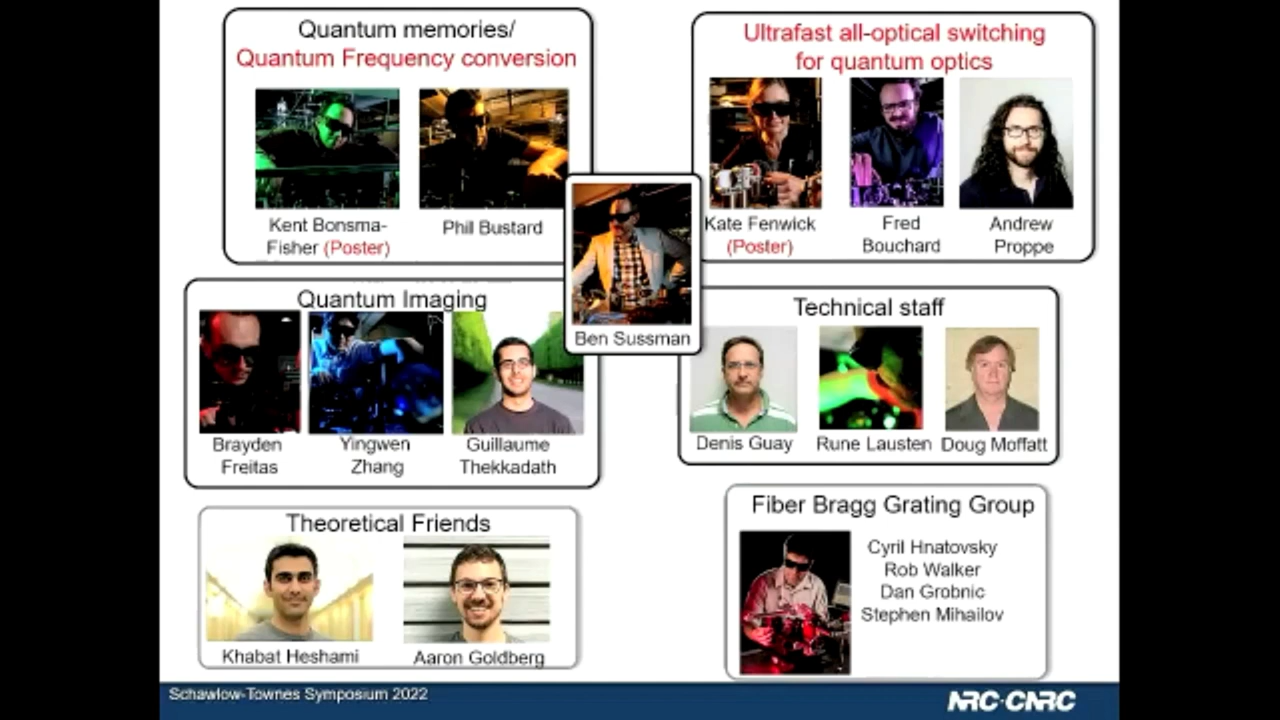 Quantum memories/
Quantum Frequency conversion
Kent Bonsma-
Fisher (Poster)
Phil Bustard
Ultrafast all-optical switching
for quantum optics
Kate Fenwick
(Poster)
Fred
Bouchard
Andrew
Proppe
Ben Sussman
Quantum Imaging
Brayden
Freitas
Yingwen
Zhang
Guillaume
Thekkadath
Technical staff
Denis Guay
Rune Lausten
Doug Moffatt
Theoretical Friends
Khabat Heshami
Aaron Goldberg
Fiber Bragg Grating Group
Cyril Hnatovsky
Rob Walker
Dan Grobnic
Stephen Mihailov
Schawlow-Townes Symposium 2022
NRC·CNRC